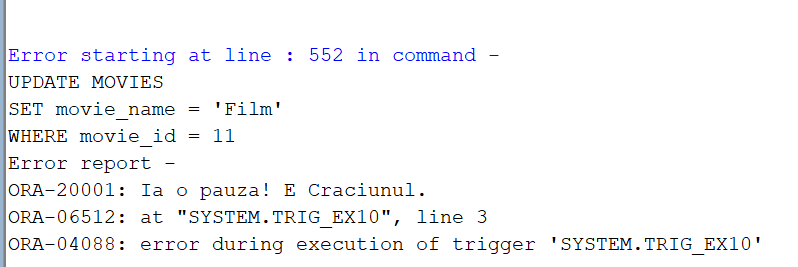 Error starting at line : 552 in command -
UPDATE MOVIES
SET movie_name = 'Film'
WHERE movie_id = 11
Error report -
ORA-20001: Ia o pauza! E Craciunul.
ORA-06512: at "SYSTEM.TRIG_EX10", line 3
ORA-04088: error during execution of trigger 'SYSTEM.TRIG_EX10'